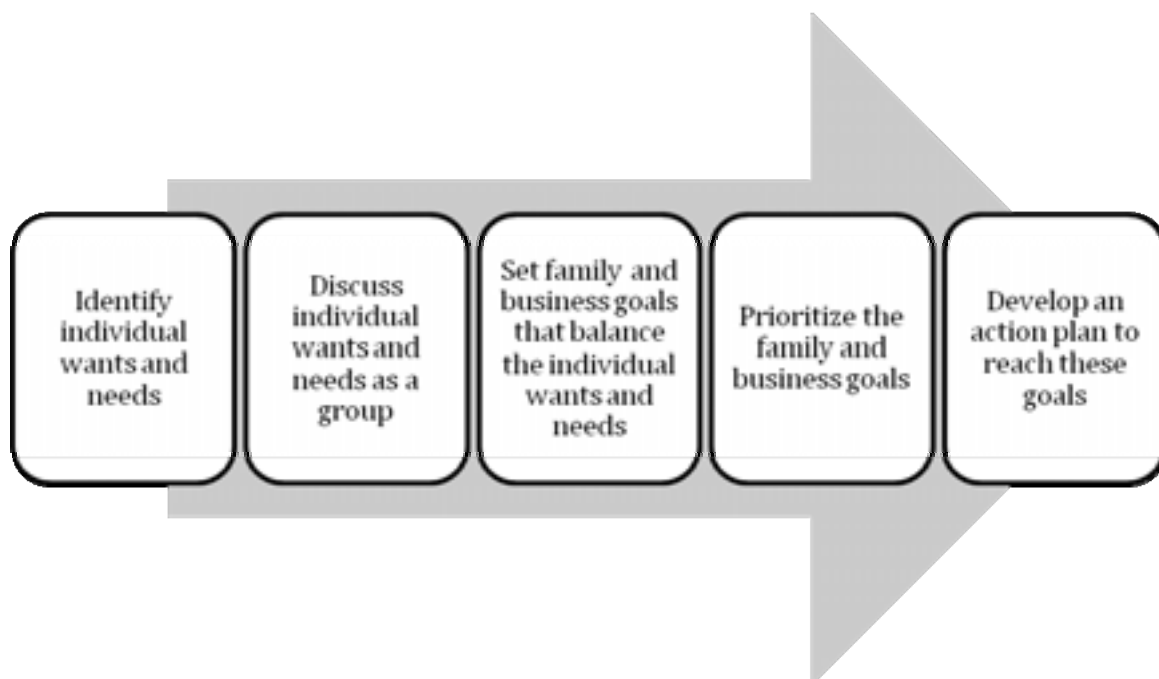 Identify
individual
wants and
needs
Discuss
individual
wants and
needs as a
group
Set family and
business goals
that balance
the individual
wants and
needs
Prioritize the
family and
business goals
Develop an
action plan to
reach these
goals